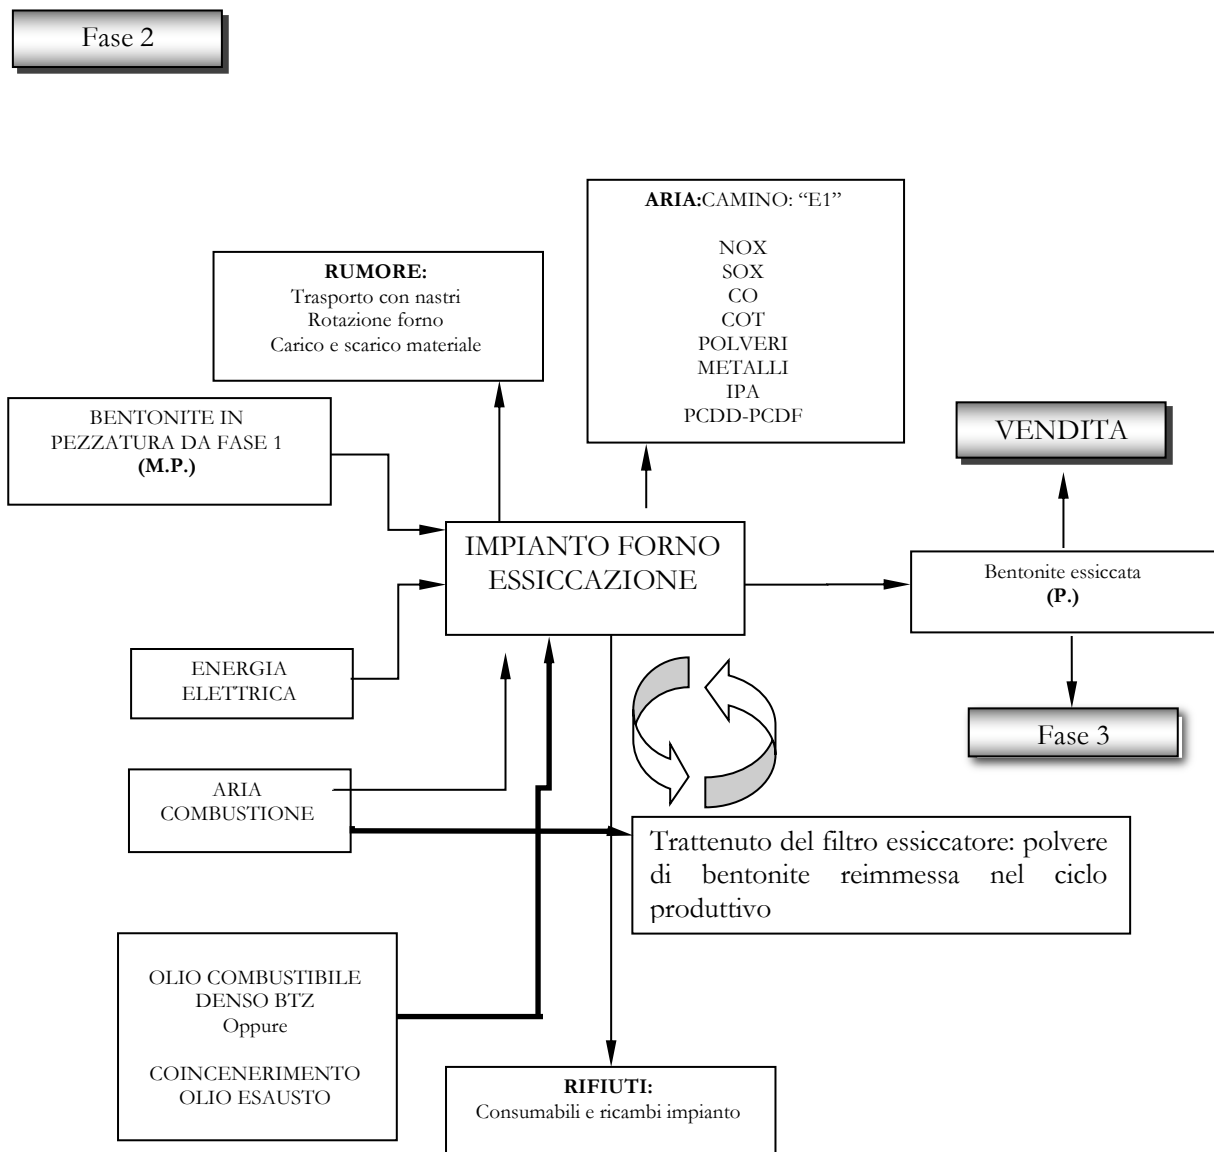 Fase 2
ARIA:CAMINO: “E1”
NOX
SOX
CO
COT
POLVERI
METALLI
IPA
PCDD-PCDF
RUMORE:
Trasporto con nastri
Rotazione forno
Carico e scarico materiale
BENTONITE IN
PEZZATURA DA FASE 1
(M.P.)
VENDITA
IMPIANTO FORNO
ESSICCAZIONE
Bentonite essiccata
(P.)
ENERGIA
ELETTRICA
Fase 3
ARIA
COMBUSTIONE
Trattenuto del filtro essiccatore: polvere
di bentonite reimmessa nel ciclo
produttivo
OLIO COMBUSTIBILE
DENSO BTZ
Oppure
COINCENERIMENTO
OLIO ESAUSTO
RIFIUTI:
Consumabili e ricambi impianto